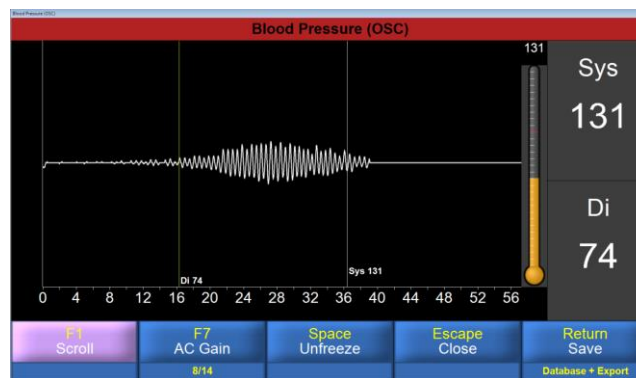 Blood Pressure (OSC)
Blood Pressure (OSC)
131
Sys
131
Di
74
Di 74
Sys 131
0 4 8 12 16 20 24 28 32 36 40 44 48 52 56
F1
Scroll
F7
AC Gain
8/14
Space
Unfreeze
Escape
Close
Return
Save
Database + Export